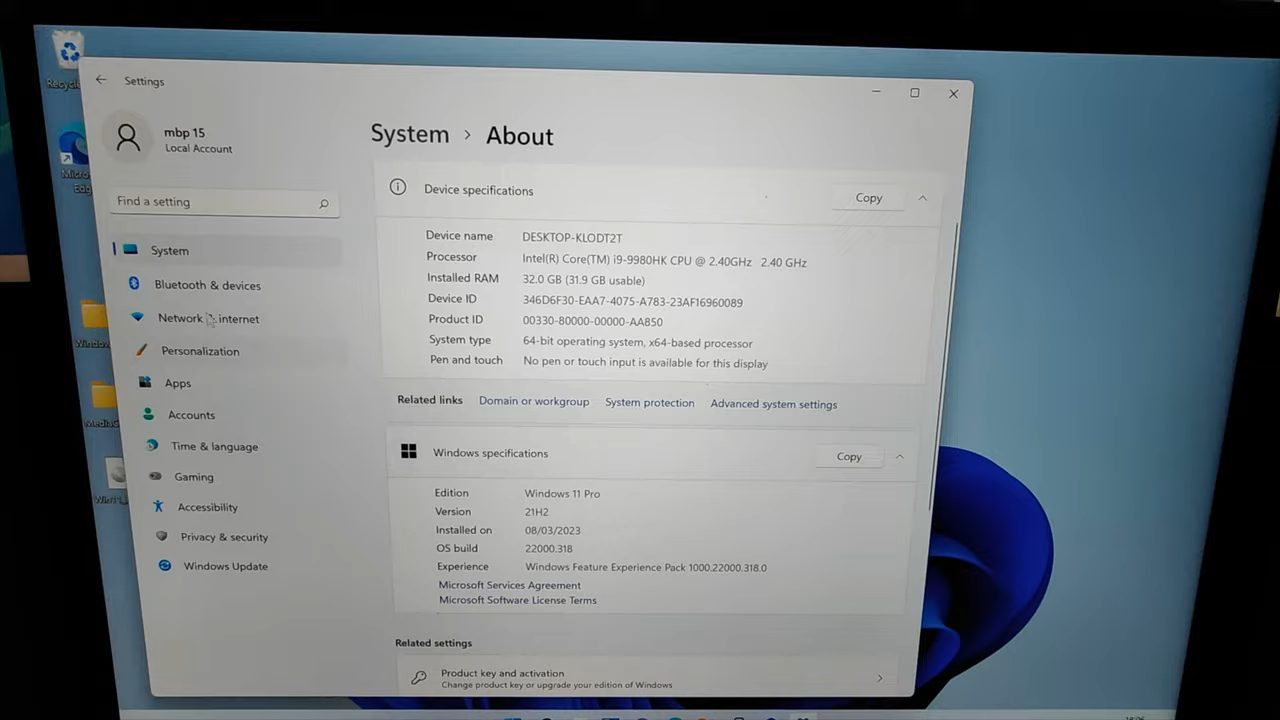 Recycle
Settings
mbp 15
Local Account
System > About
Find a setting
Device specifications
Copy
System
Device name DESKTOP-KLODT2T
Processor Intel(R) Core(TM) i9-9980HK CPU @ 2.40GHz 2.40 GHz
Installed RAM 32.0 GB (31.9 GB usable)
Bluetooth & devices
Device ID 346D6F30-EAA7-4075-A783-23AF16960089
Network internet
Product ID 00330-80000-00000-AA850
System type 64-bit operating system, x64-based processor
Personalization
Pen and touch No pen or touch input is available for this display
Apps
Related links Domain or workgroup System protection Advanced system settings
Accounts
Time & language
Windows specifications
Copy
Gaming
Edition Windows 11 Pro
Accessibility
Version 21H2
Installed on 08/03/2023
Privacy & security
OS build 22000.318
Windows Update
Experience Windows Feature Experience Pack 1000.22000.318.0
Microsoft Services Agreement
Microsoft Software License Terms
Related settings
Product key and activation
Change product key or upgrade your edition of Windows